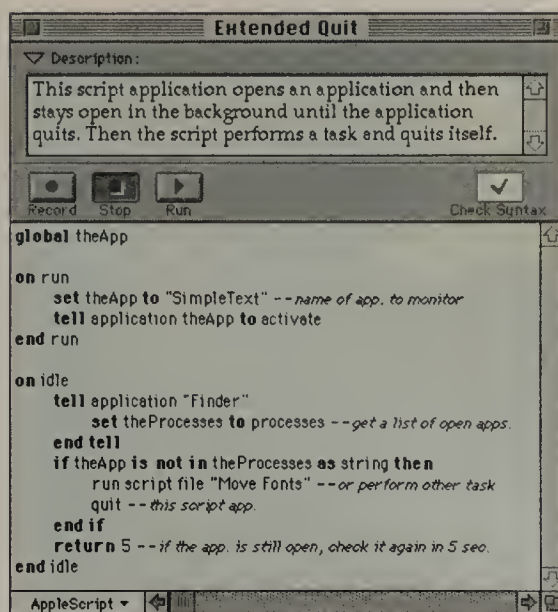 Extended Quit
Description:
This script application opens an application and then
stays open in the background until the application
quits. Then the script performs a task and quits itself.
Record Stop Run Check Syntax
global theApp
on run
set theApp to "SimpleText" --name of app. to monitor
tell application theApp to activate
end run
on idle
tell application "Finder"
set theProcesses to processes --get a list of open apps.
end tell
if theApp is not in theProcesses as string then
run script file "Move Fonts" --or perform other task
quit --this script app.
end if
return 5 --if the app. is still open, check it again in 5 sec.
end idle
AppleScript